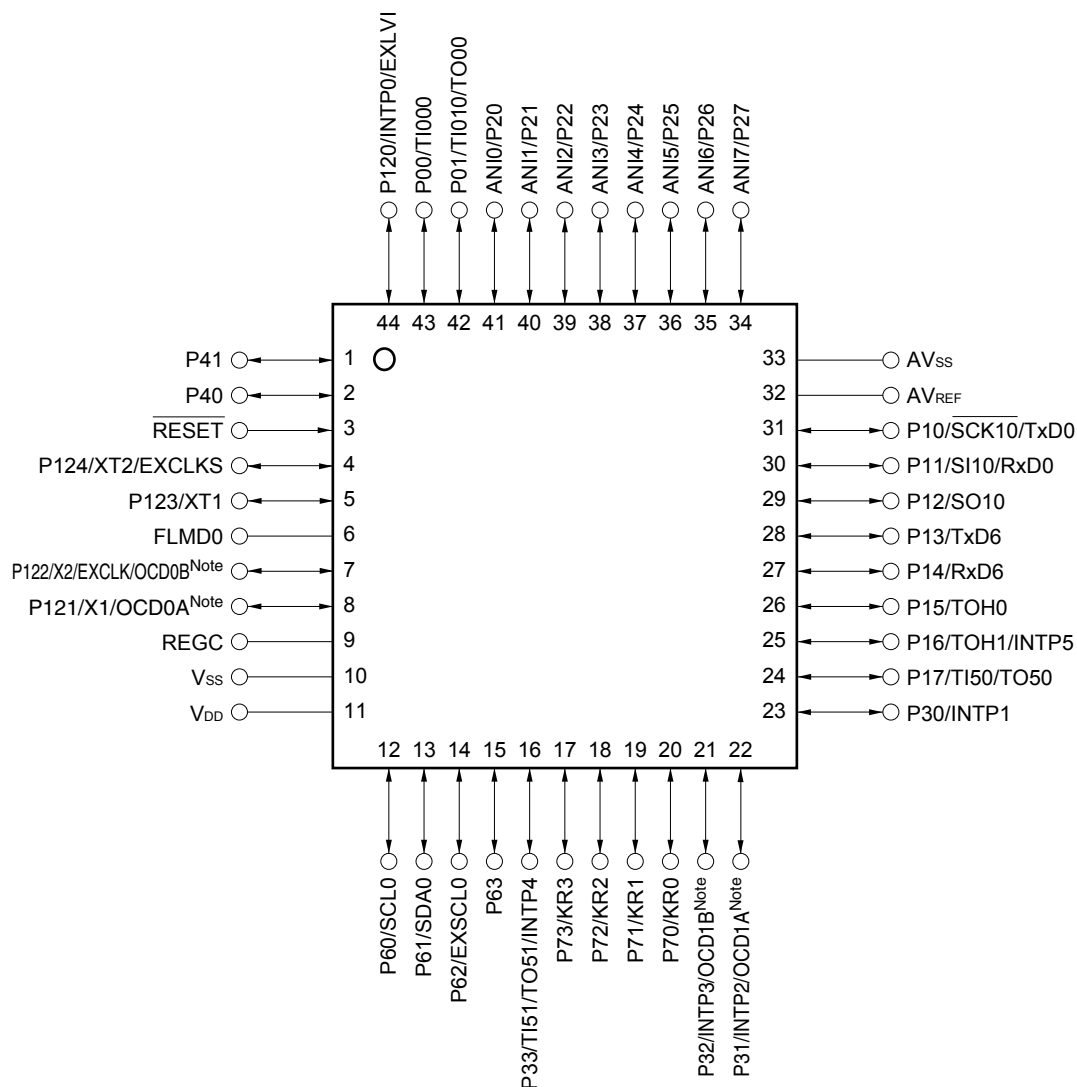 P120/INTP0/EXLVI
P00/TI000
P01/TI010/TO00
ANI0/P20
ANI1/P21
ANI2/P22
ANI3/P23
ANI4/P24
ANI5/P25
ANI6/P26
ANI7/P27
44 43 42 41 40 39 38 37 36 35 34
P41 1
P40 2
RESET 3
P124/XT2/EXCLKS 4
P123/XT1 5
FLMD0 6
P122/X2/EXCLK/OCD0BNote 7
P121/X1/OCD0ANote 8
REGC 9
VSS 10
VDD 11
33 AVSS
32 AVREF
31 P10/SCK10/TxD0
30 P11/SI10/RxD0
29 P12/SO10
28 P13/TxD6
27 P14/RxD6
26 P15/TOH0
25 P16/TOH1/INTP5
24 P17/TI50/TO50
23 P30/INTP1
12 13 14 15 16 17 18 19 20 21 22
P60/SCL0
P61/SDA0
P62/EXSCL0
P63
P33/TI51/TO51/INTP4
P73/KR3
P72/KR2
P71/KR1
P70/KR0
P32/INTP3/OCD1BNote
P31/INTP2/OCD1ANote